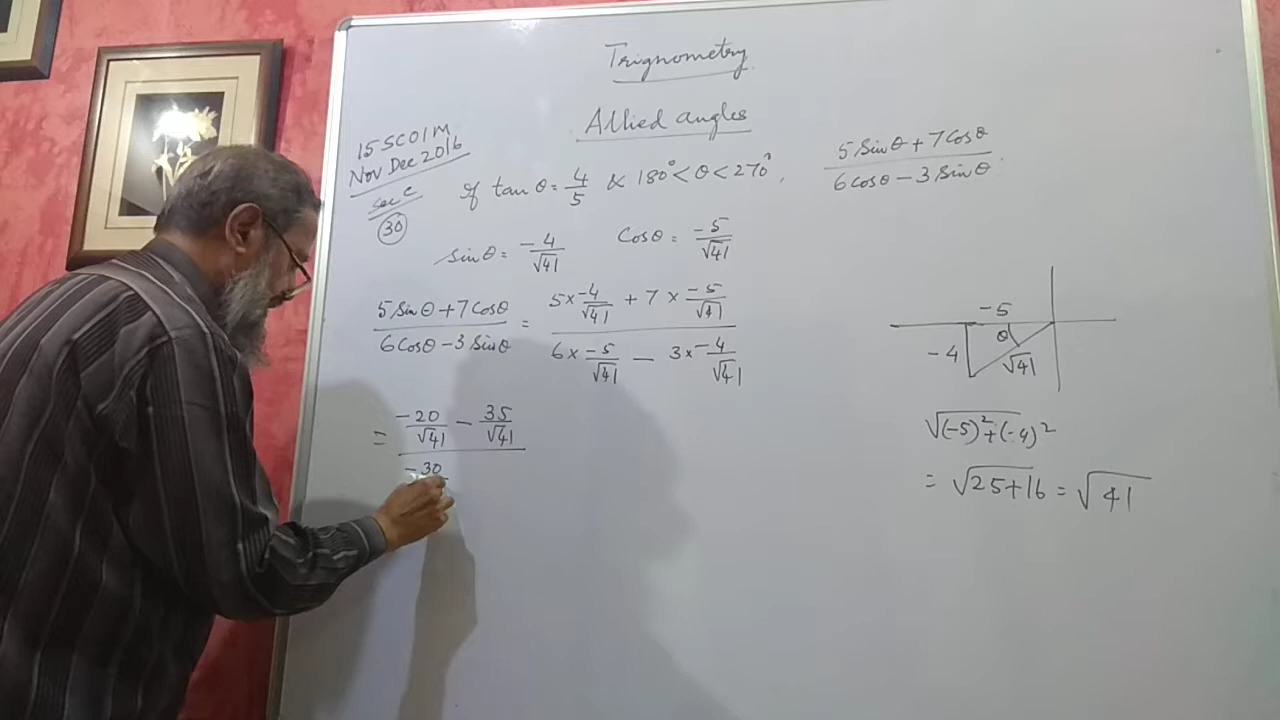 Trignometry
Allied angles
15SC01M
Nov Dec 2016
sec C
30
If tan θ = 4/5 & 180° < θ < 270°, (5 Sin θ + 7 Cos θ)/(6 cos θ − 3 Sin θ)
sin θ = −4/√41 Cos θ = −5/√41
(5 Sin θ + 7 Cos θ)/(6 Cos θ − 3 Sin θ) = (5 × −4/√41 + 7 × −5/√41)/(6 × −5/√41 − 3 × −4/√41)
= (−20/√41 − 35/√41)/(−30
−5
θ
−4
√41
√(−5)² + (−4)²
= √25+16 = √41